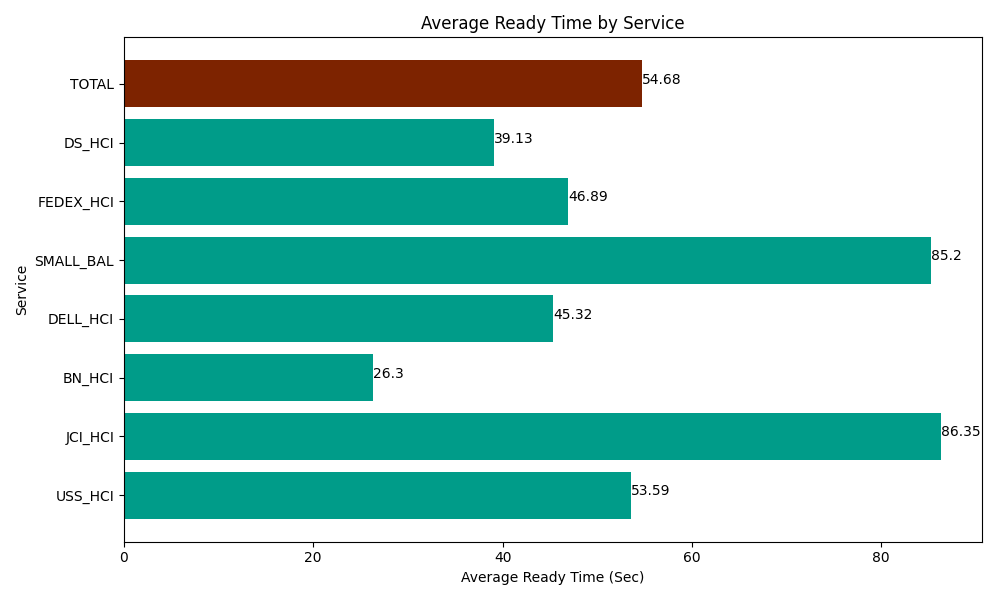 Average Ready Time by Service
Service
TOTAL 54.68
DS_HCI 39.13
FEDEX_HCI 46.89
SMALL_BAL 85.2
DELL_HCI 45.32
BN_HCI 26.3
JCI_HCI 86.35
USS_HCI 53.59
0 20 40 60 80
Average Ready Time (Sec)